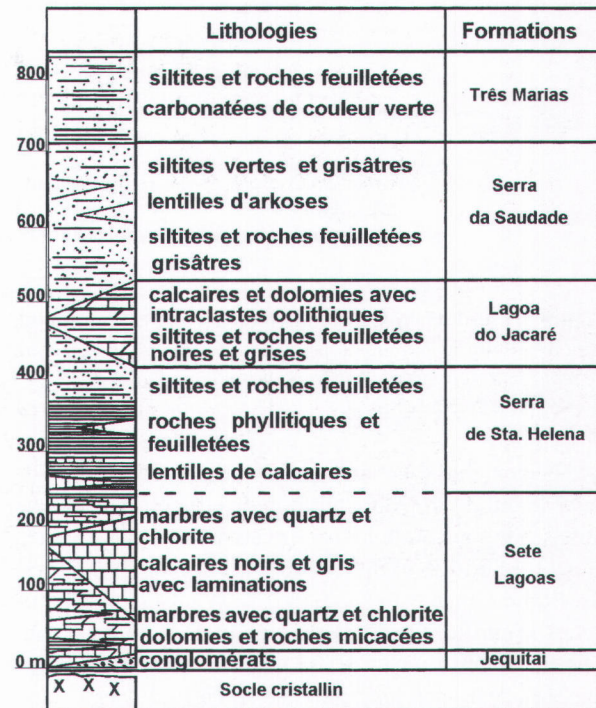 Lithologies Formations
800
siltites et roches feuilletées
carbonatées de couleur verte
Três Marias
700
siltites vertes et grisâtres
lentilles d'arkoses
siltites et roches feuilletées
grisâtres
Serra
da Saudade
600
500
calcaires et dolomies avec
intraclastes oolithiques
siltites et roches feuilletées
noires et grises
Lagoa
do Jacaré
400
siltites et roches feuilletées
roches phyllitiques et
feuilletées
lentilles de calcaires
Serra
de Sta. Helena
300
200
marbres avec quartz et
chlorite
calcaires noirs et gris
avec laminations
marbres avec quartz et chlorite
dolomies et roches micacées
Sete
Lagoas
100
0 m
conglomérats
Jequitai
X X X
Socle cristallin